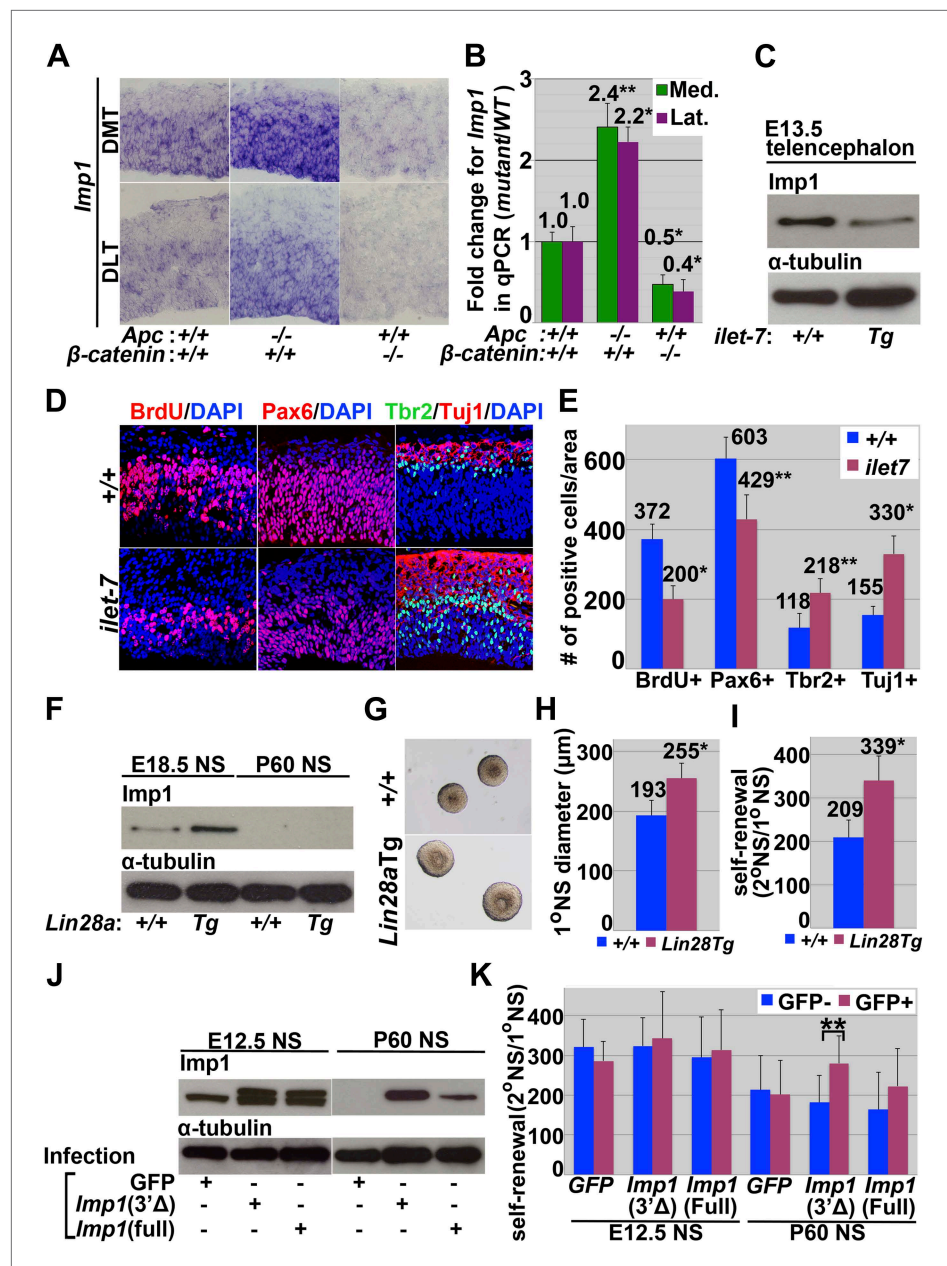 A
Imp1
DMT
DLT
Apc : +/+ -/- +/+
β-catenin: +/+ +/+ -/-
B
Fold change for Imp1
in qPCR (mutant/WT)
3
2
1
0
Med.
Lat.
1.0
1.0
2.4**
2.2*
0.5*
0.4*
Apc : +/+ -/- +/+
β-catenin: +/+ +/+ -/-
C
E13.5
telencephalon
Imp1
α-tubulin
ilet-7: +/+ Tg
D
BrdU/DAPI Pax6/DAPI Tbr2/Tuj1/DAPI
+/+
ilet-7
E
# of positive cells/area
600
400
200
0
+/+
ilet7
372
200*
603
429**
118
218**
155
330*
BrdU+ Pax6+ Tbr2+ Tuj1+
F
E18.5 NS P60 NS
Imp1
α-tubulin
Lin28a: +/+ Tg +/+ Tg
G
+/+
Lin28aTg
H
1°NS diameter (µm)
300
200
100
0
193
255*
+/+ Lin28Tg
I
self-renewal
(2°NS/1°NS)
400
300
200
100
0
209
339*
+/+ Lin28Tg
J
E12.5 NS P60 NS
Imp1
α-tubulin
Infection
GFP + - - + - -
Imp1(3'Δ) - + - - + -
Imp1(full) - - + - - +
K
self-renewal(2°NS/1°NS)
400
300
200
100
0
GFP- GFP+
**
GFP Imp1 Imp1 GFP Imp1 Imp1
(3'Δ) (Full) (3'Δ) (Full)
E12.5 NS P60 NS